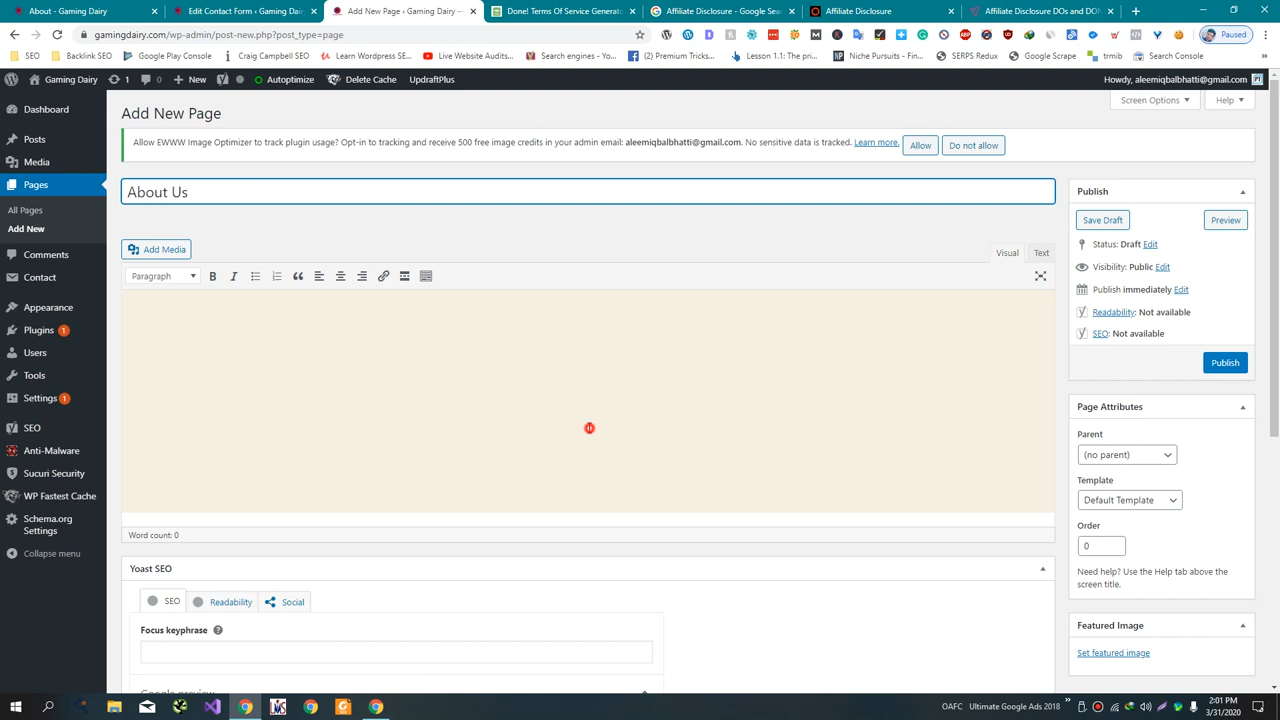 About - Gaming Dairy
Edit Contact Form ‹ Gaming Dairy
Add New Page ‹ Gaming Dairy —
Done! Terms Of Service Generator
Affiliate Disclosure - Google Sear
Affiliate Disclosure
Affiliate Disclosure DOs and DON
gamingdairy.com/wp-admin/post-new.php?post_type=page
Paused
SEO
Backlink SEO
Google Play Console
Craig Campbell SEO
Learn WordPress SEO...
Live Website Audits...
Search engines - Yo...
(2) Premium Tricks...
Lesson 1.1: The pri...
Niche Pursuits - Hel...
SERPS Redux
Google Scrape
trmib
Search Console
Gaming Dairy
1
0
New
Autoptimize
Delete Cache
UpdraftPlus
Howdy, aleemiqbalbhatti@gmail.com
Dashboard
Posts
Media
Pages
All Pages
Add New
Comments
Contact
Appearance
Plugins 1
Users
Tools
Settings 1
SEO
Anti-Malware
Sucuri Security
WP Fastest Cache
Schema.org
Settings
Collapse menu
Add New Page
Screen Options
Help
Allow EWWW Image Optimizer to track plugin usage? Opt-in to tracking and receive 500 free image credits in your admin email: aleemiqbalbhatti@gmail.com. No sensitive data is tracked. Learn more. Allow Do not allow
About Us
Add Media
Visual
Text
Paragraph
Word count: 0
Yoast SEO
SEO
Readability
Social
Focus keyphrase
Google preview
Publish
Save Draft
Preview
Status: Draft Edit
Visibility: Public Edit
Publish immediately Edit
Readability: Not available
SEO: Not available
Publish
Page Attributes
Parent
(no parent)
Template
Default Template
Order
0
Need help? Use the Help tab above the
screen title.
Featured Image
Set featured image
OAFC
Ultimate Google Ads 2018
2:01 PM
3/31/2020